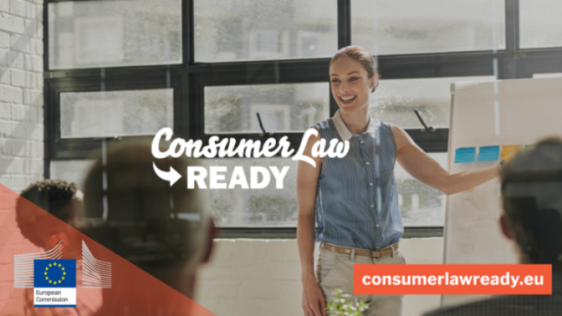 Consumer Law
READY
European
Commission
consumerlawready.eu